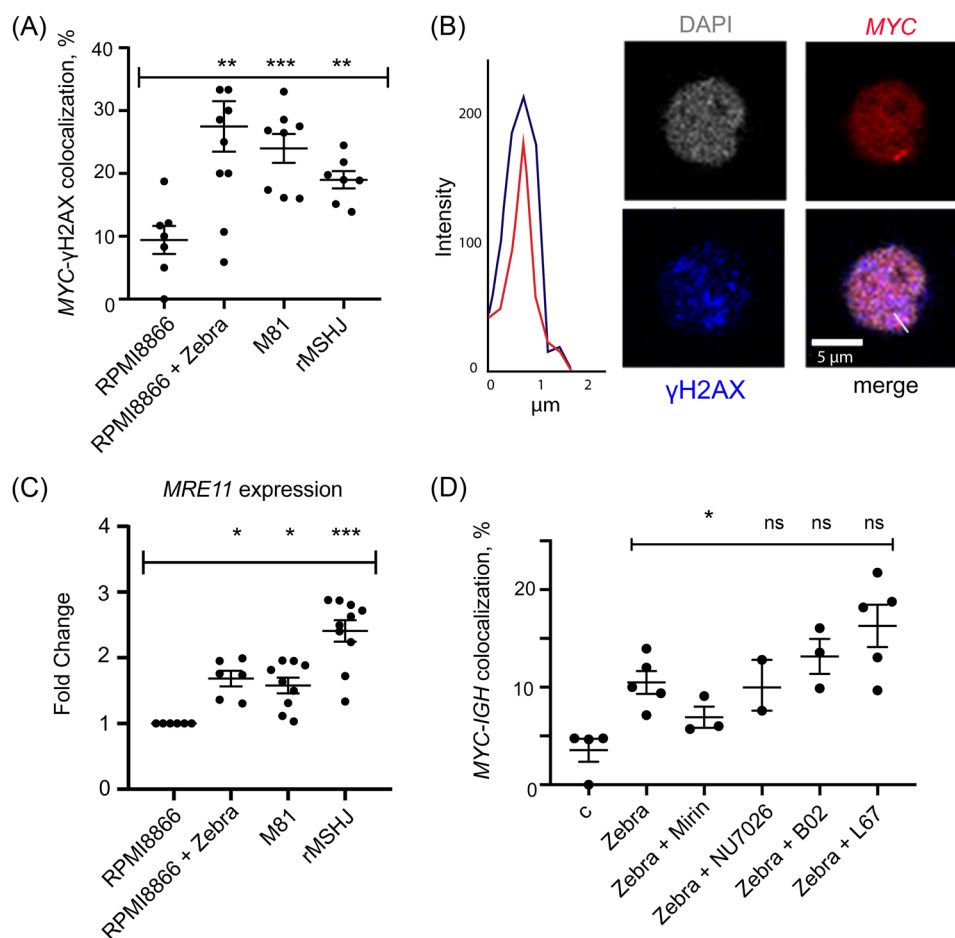 (A)
MYC-γH2AX colocalization, %
40
30
20
10
0
** *** **
RPMI8866
RPMI8866 + Zebra
M81
rMSHJ
(B)
Intensity
200
100
0
0 1 2
μm
DAPI
MYC
γH2AX
5 μm
merge
(C)
MRE11 expression
Fold Change
4
3
2
1
0
* * ***
RPMI8866
RPMI8866 + Zebra
M81
rMSHJ
(D)
MYC-IGH colocalization, %
20
10
0
* ns ns ns
c
Zebra
Zebra + Mirin
Zebra + NU7026
Zebra + B02
Zebra + L67